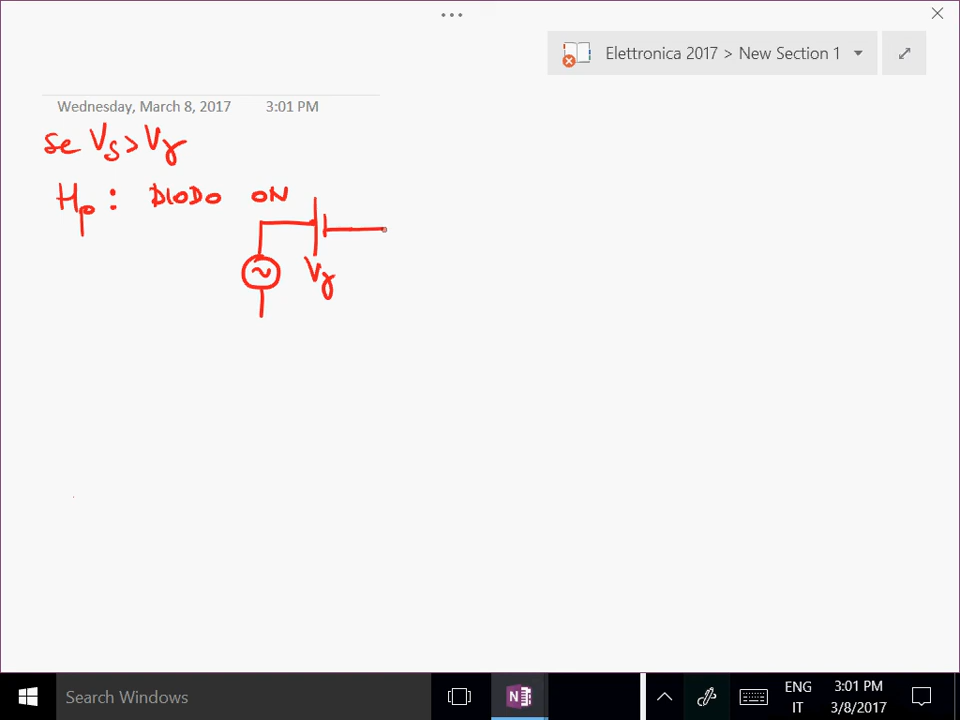 Elettronica 2017 > New Section 1
Wednesday, March 8, 2017 3:01 PM
se Vs > Vγ
Hp : DIODO ON
Vγ
Search Windows
N
ENG
IT
3:01 PM
3/8/2017